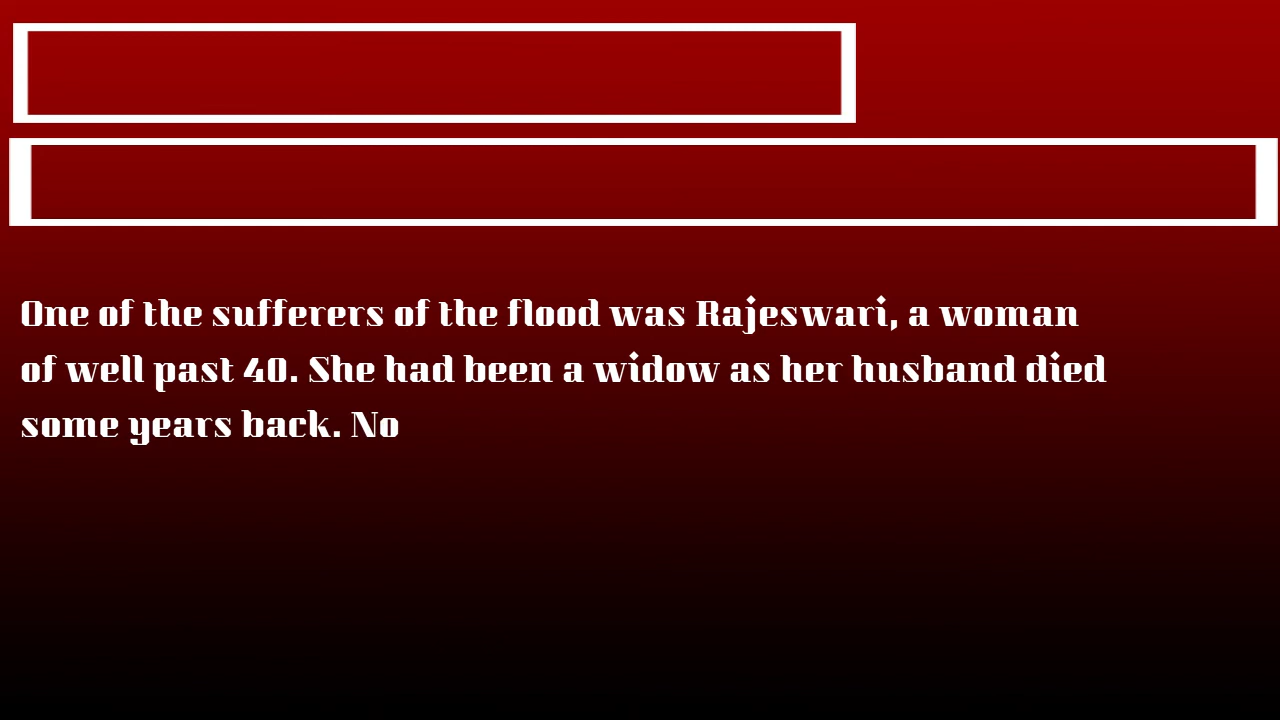 One of the sufferers of the flood was Rajeswari, a woman
of well past 40. She had been a widow as her husband died
some years back. No